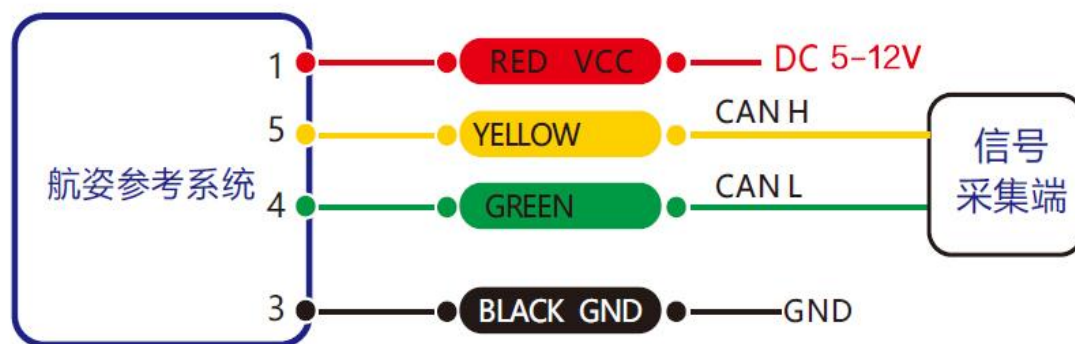 1 RED VCC DC 5-12V
5 YELLOW CAN H
航姿参考系统
4 GREEN CAN L
信号
采集端
3 BLACK GND GND